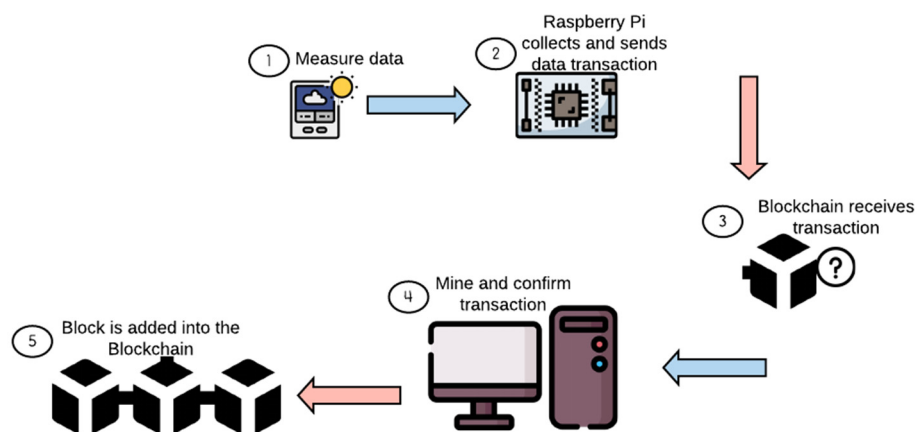 1
Measure data
2
Raspberry Pi
collects and sends
data transaction
3
Blockchain receives
transaction
?
4
Mine and confirm
transaction
5
Block is added into the
Blockchain